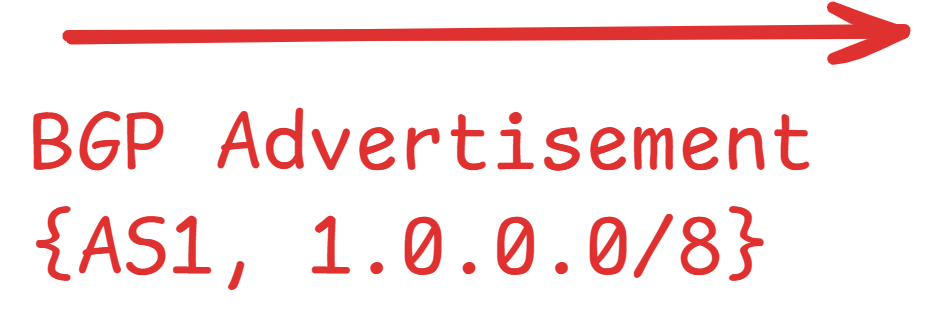 BGP Advertisement
{AS1, 1.0.0.0/8}